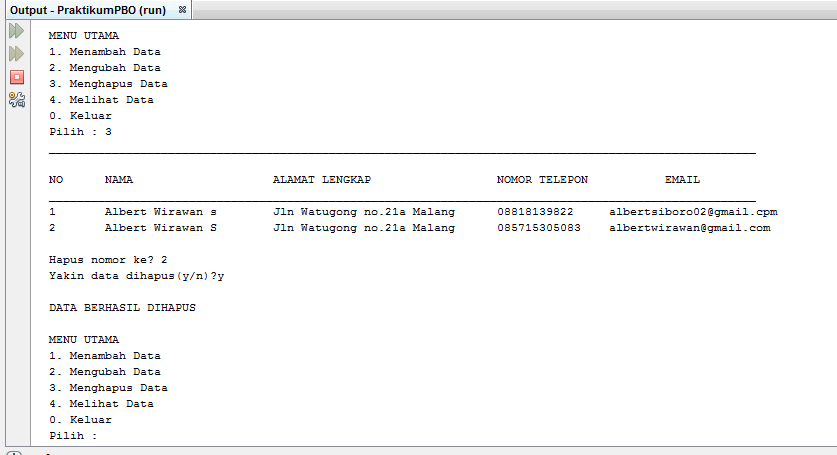 Output - PraktikumPBO (run)
MENU UTAMA
1. Menambah Data
2. Mengubah Data
3. Menghapus Data
4. Melihat Data
0. Keluar
Pilih : 3
NO NAMA ALAMAT LENGKAP NOMOR TELEPON EMAIL
1 Albert Wirawan s Jln Watugong no.21a Malang 08818139822 albertsiboro02@gmail.cpm
2 Albert Wirawan S Jln Watugong no.21a Malang 085715305083 albertwirawan@gmail.com
Hapus nomor ke? 2
Yakin data dihapus(y/n)?y
DATA BERHASIL DIHAPUS
MENU UTAMA
1. Menambah Data
2. Mengubah Data
3. Menghapus Data
4. Melihat Data
0. Keluar
Pilih :